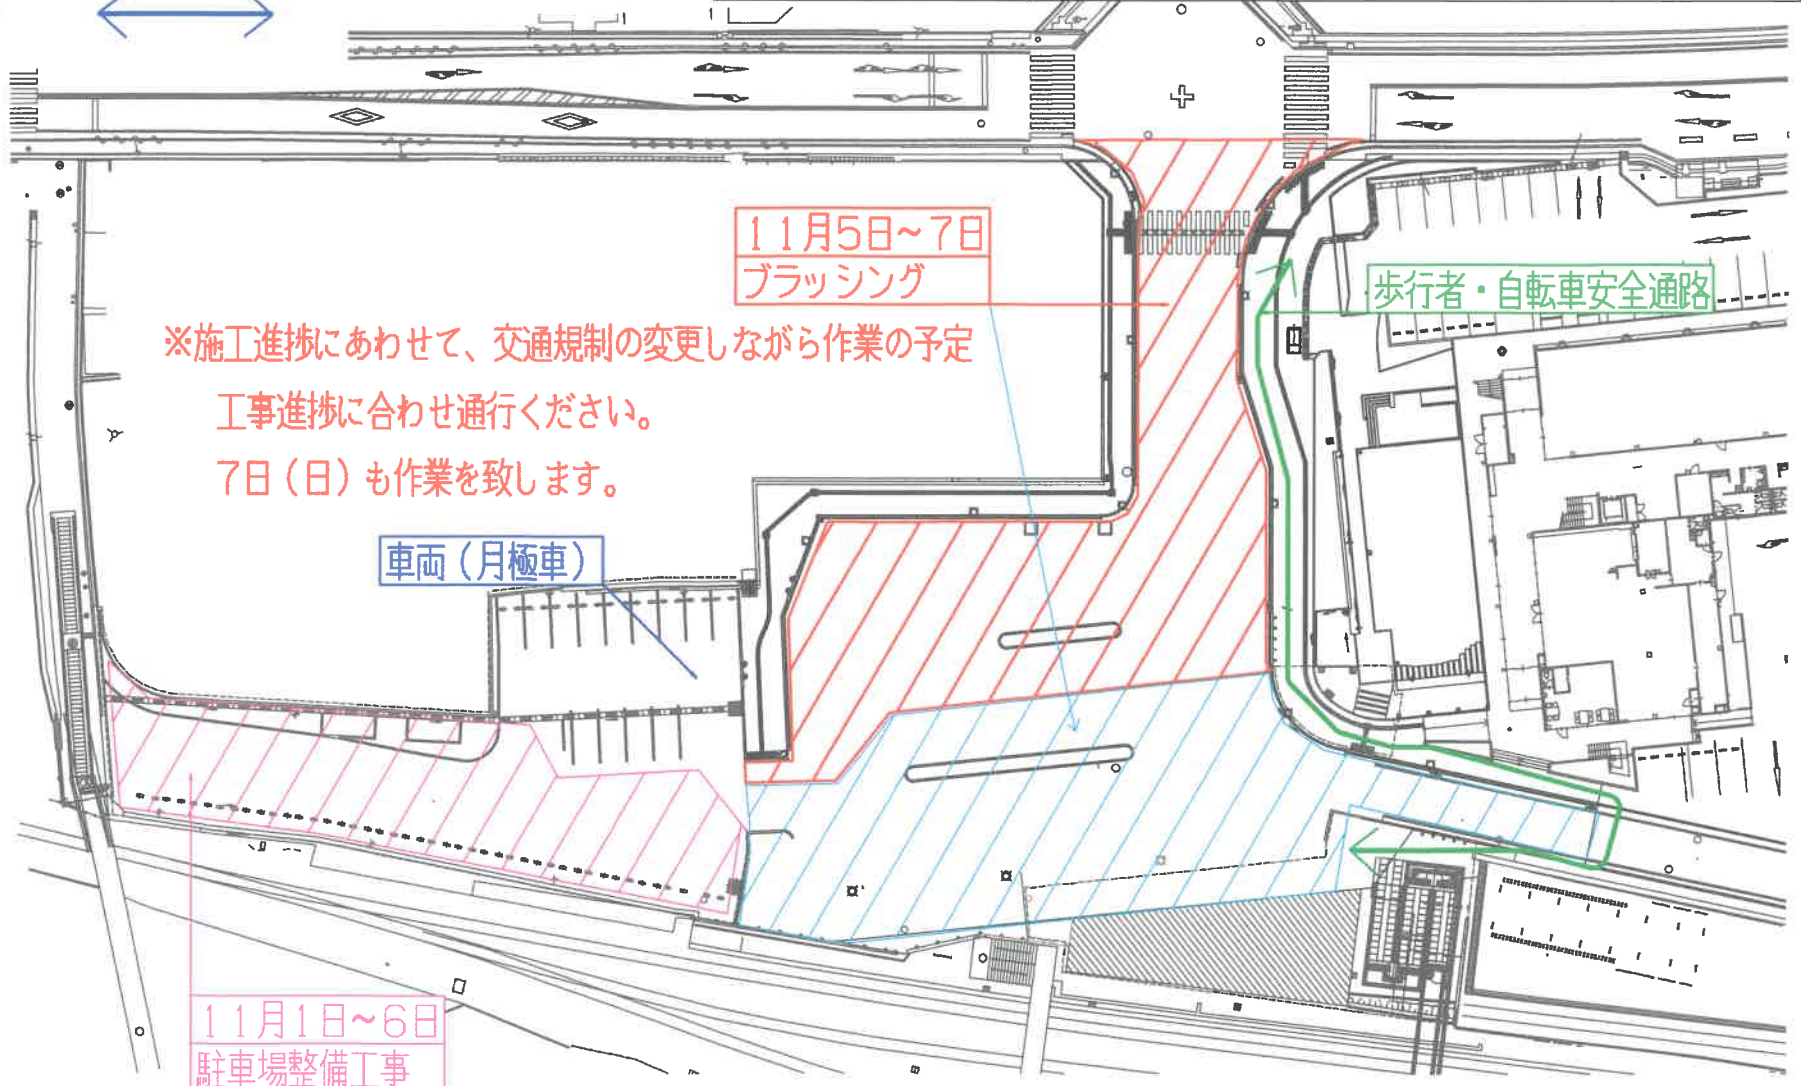 11月5日~7日
ブラッシング
歩行者・自転車安全通路
※施工進捗にあわせて、交通規制の変更しながら作業の予定
工事進捗に合わせ通行ください。
7日(日)も作業を致します。
車両(月極車)
11月1日~6日
駐車場整備工事